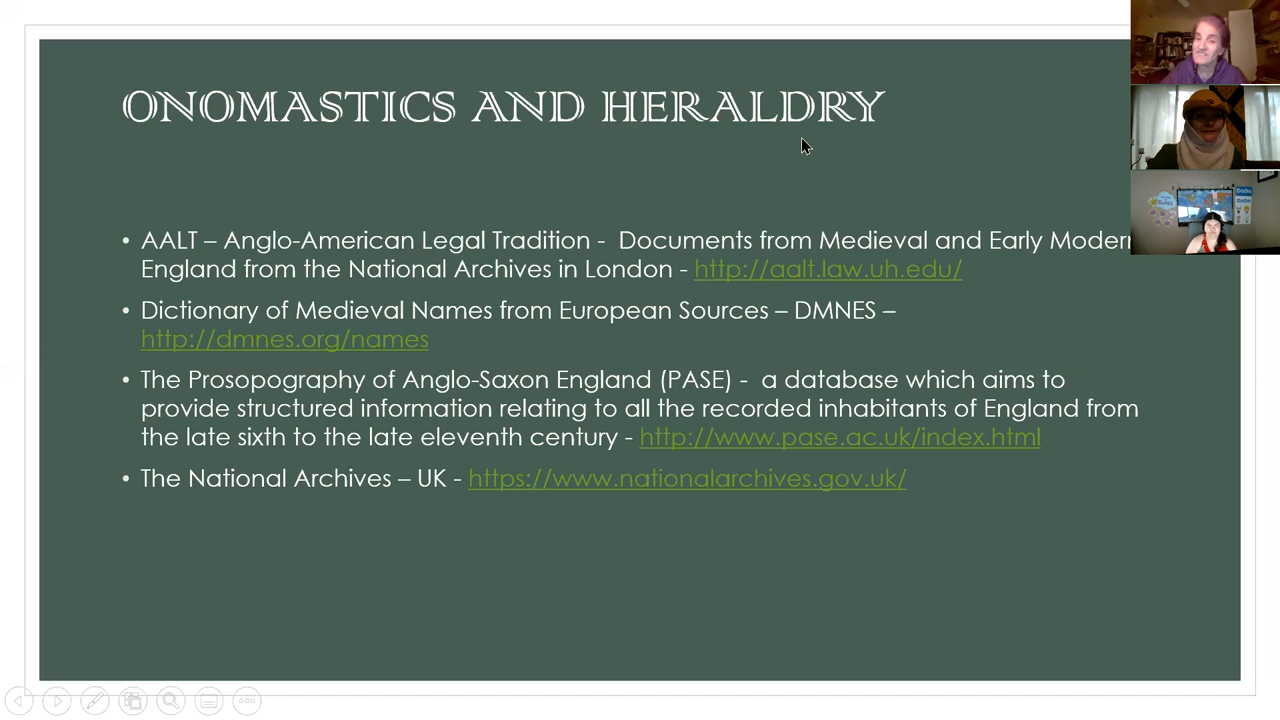 ONOMASTICS AND HERALDRY
• AALT – Anglo-American Legal Tradition - Documents from Medieval and Early Modern
England from the National Archives in London - http://aalt.law.uh.edu/
• Dictionary of Medieval Names from European Sources – DMNES –
http://dmnes.org/names
• The Prosopography of Anglo-Saxon England (PASE) - a database which aims to
provide structured information relating to all the recorded inhabitants of England from
the late sixth to the late eleventh century - http://www.pase.ac.uk/index.html
• The National Archives – UK - https://www.nationalarchives.gov.uk/